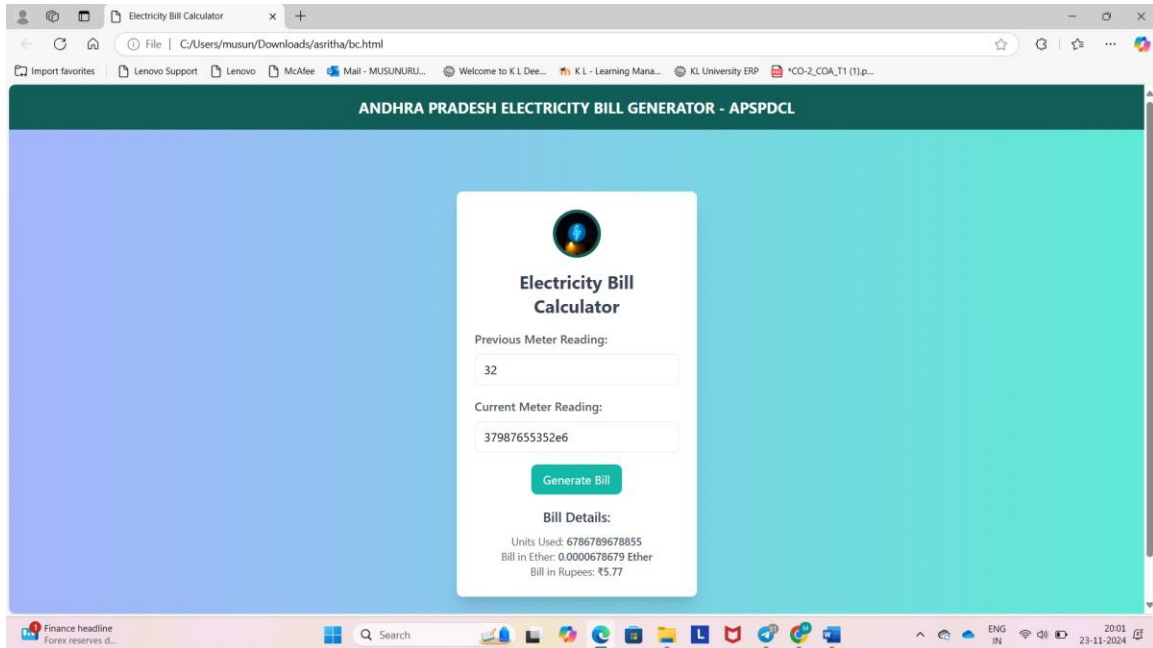 Electricity Bill Calculator
File | C:/Users/musun/Downloads/asritha/bc.html
Import favorites Lenovo Support Lenovo McAfee Mail - MUSUNURU... Welcome to K L Dee... K L - Learning Mana... KL University ERP *CO-2_COA_T1 (1).p...
ANDHRA PRADESH ELECTRICITY BILL GENERATOR - APSPDCL
Electricity Bill
Calculator
Previous Meter Reading:
32
Current Meter Reading:
37987655352e6
Generate Bill
Bill Details:
Units Used: 6786789678855
Bill in Ether: 0.0000678679 Ether
Bill in Rupees: ₹5.77
1 Finance headline
Forex reserves d...
Search
L
ENG
IN
20:01
23-11-2024